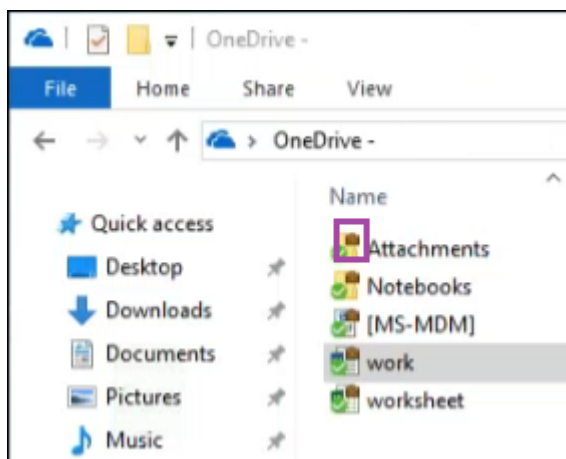 OneDrive -
File Home Share View
OneDrive -
Name
Quick access
Attachments
Desktop
Notebooks
Downloads
[MS-MDM]
Documents
work
Pictures
worksheet
Music